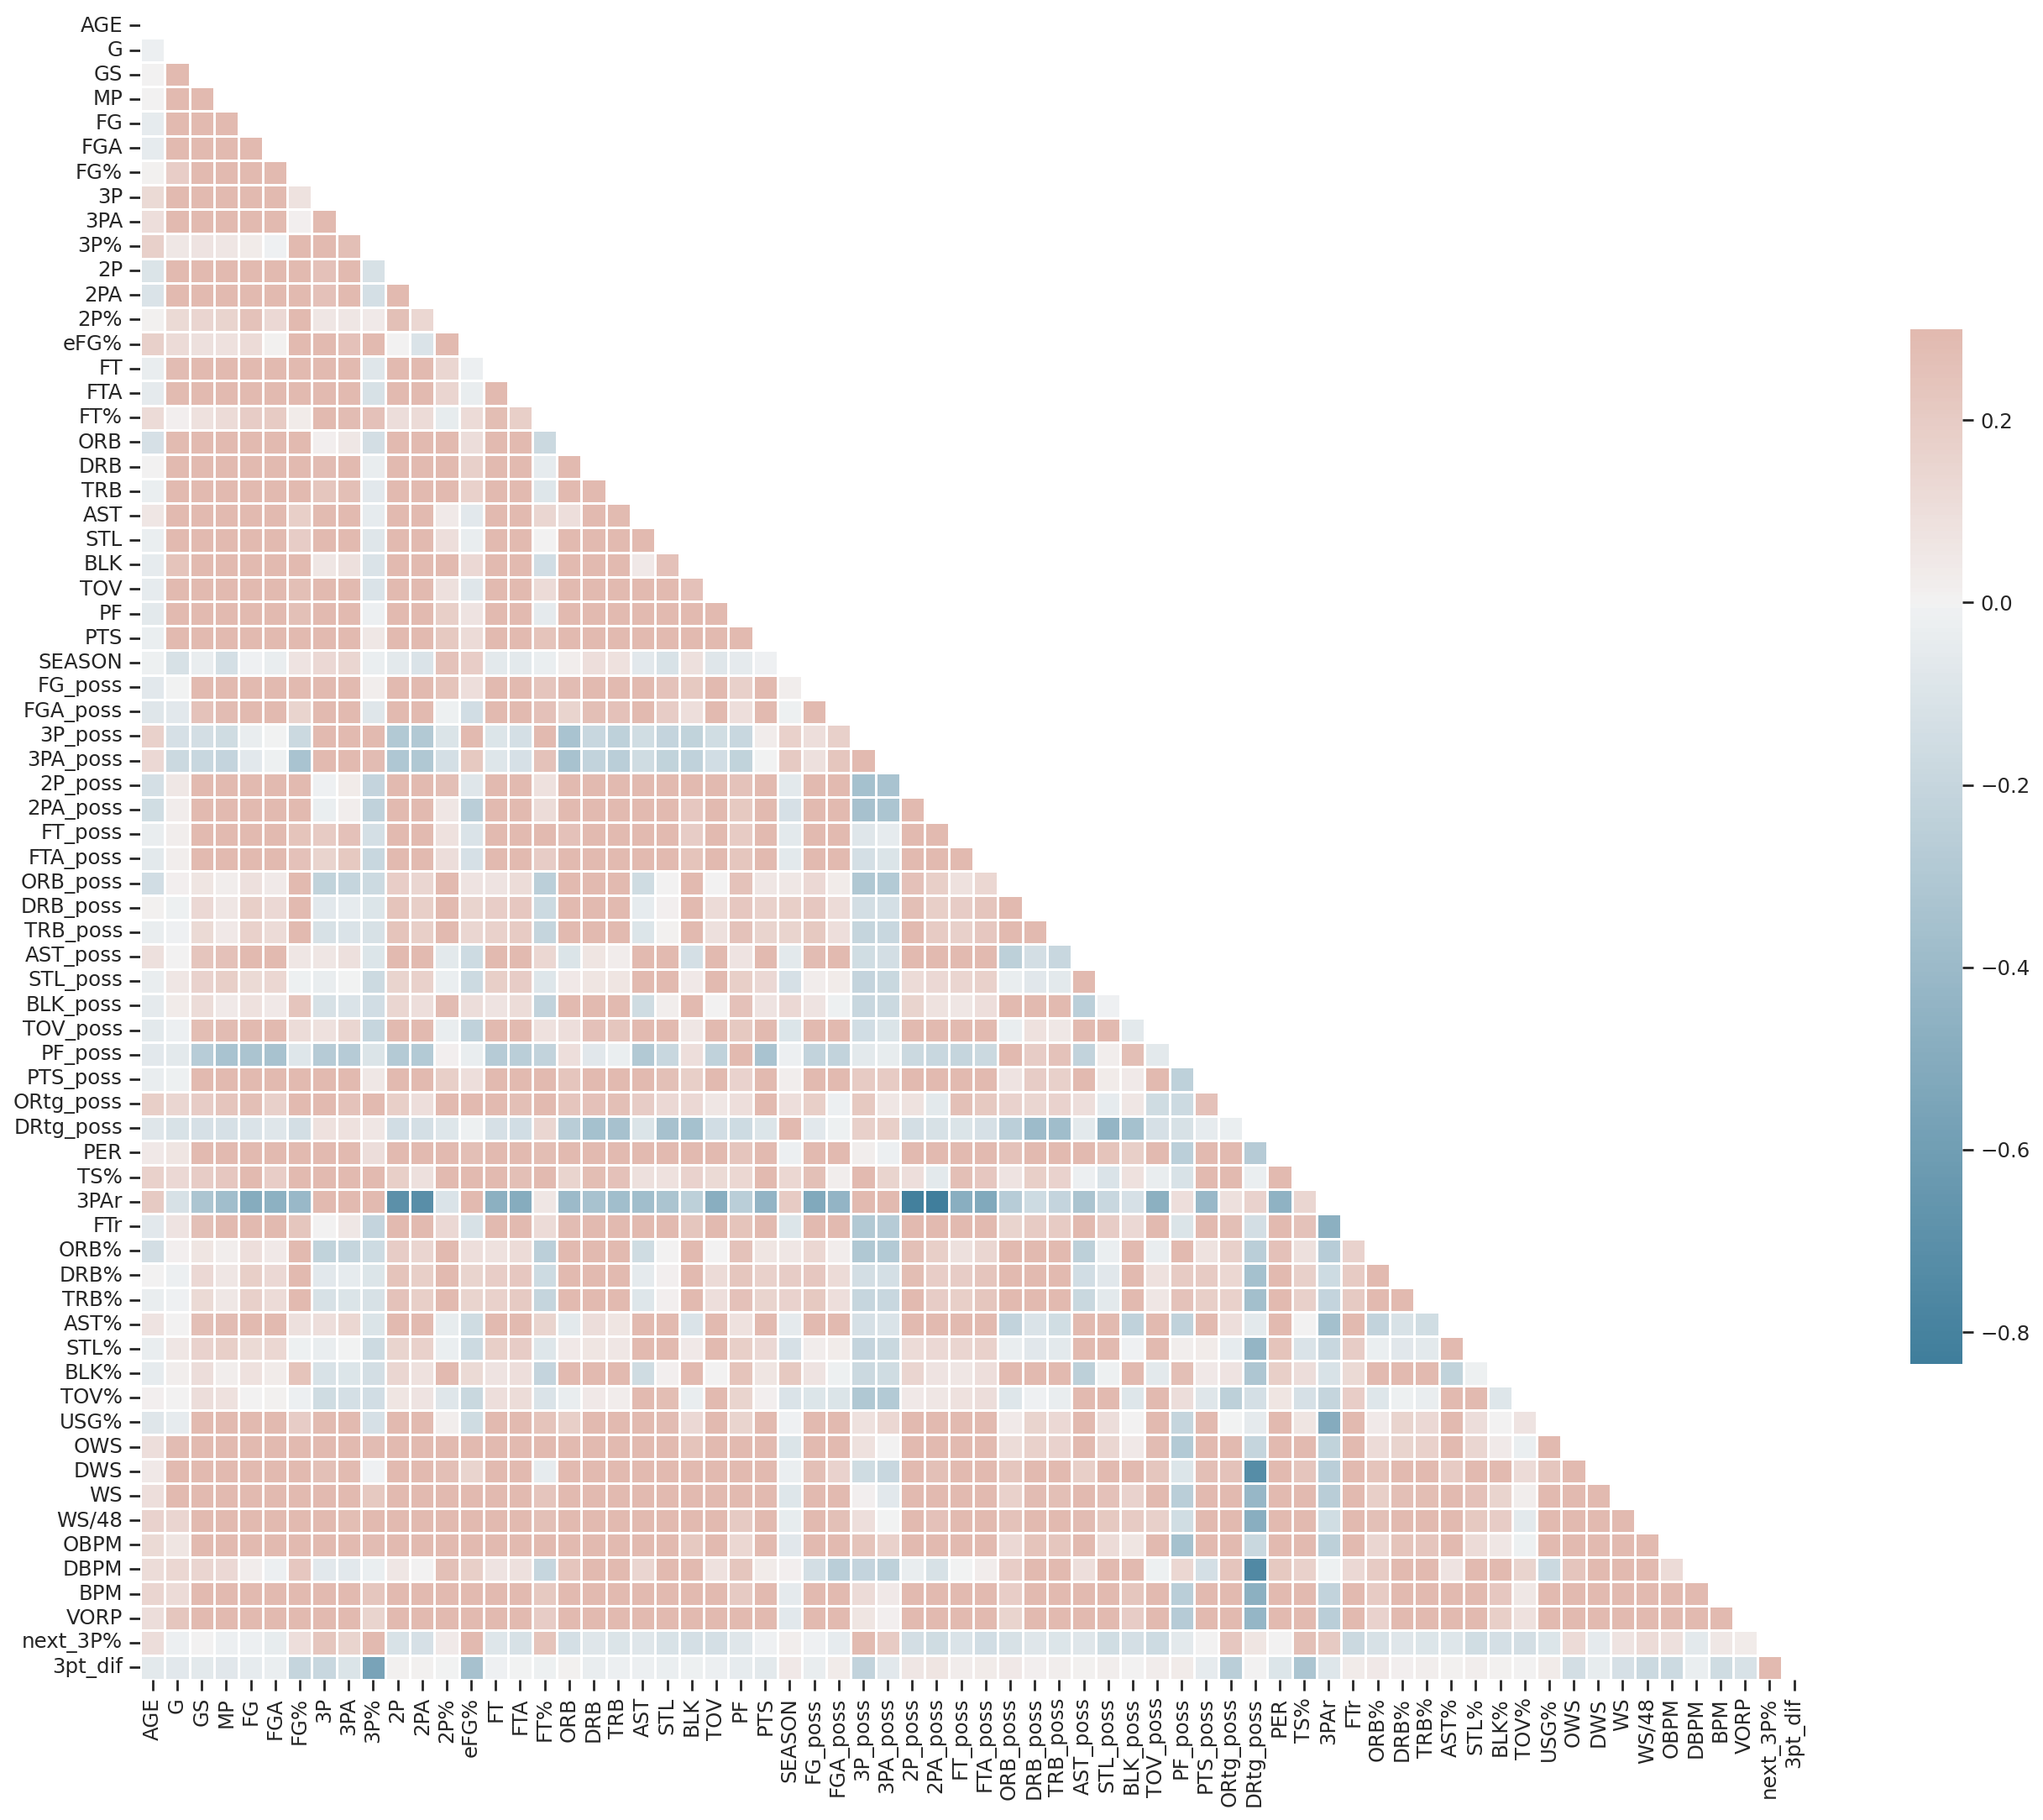 AGE
G
GS
MP
FG
FGA
FG%
3P
3PA
3P%
2P
2PA
2P%
eFG%
FT
FTA
FT%
ORB
DRB
TRB
AST
STL
BLK
TOV
PF
PTS
SEASON
FG_poss
FGA_poss
3P_poss
3PA_poss
2P_poss
2PA_poss
FT_poss
FTA_poss
ORB_poss
DRB_poss
TRB_poss
AST_poss
STL_poss
BLK_poss
TOV_poss
PF_poss
PTS_poss
ORtg_poss
DRtg_poss
PER
TS%
3PAr
FTr
ORB%
DRB%
TRB%
AST%
STL%
BLK%
TOV%
USG%
OWS
DWS
WS
WS/48
OBPM
DBPM
BPM
VORP
next_3P%
3pt_dif
AGE
G
GS
MP
FG
FGA
FG%
3P
3PA
3P%
2P
2PA
2P%
eFG%
FT
FTA
FT%
ORB
DRB
TRB
AST
STL
BLK
TOV
PF
PTS
SEASON
FG_poss
FGA_poss
3P_poss
3PA_poss
2P_poss
2PA_poss
FT_poss
FTA_poss
ORB_poss
DRB_poss
TRB_poss
AST_poss
STL_poss
BLK_poss
TOV_poss
PF_poss
PTS_poss
ORtg_poss
DRtg_poss
PER
TS%
3PAr
FTr
ORB%
DRB%
TRB%
AST%
STL%
BLK%
TOV%
USG%
OWS
DWS
WS
WS/48
OBPM
DBPM
BPM
VORP
next_3P%
3pt_dif
0.2
0.0
−0.2
−0.4
−0.6
−0.8